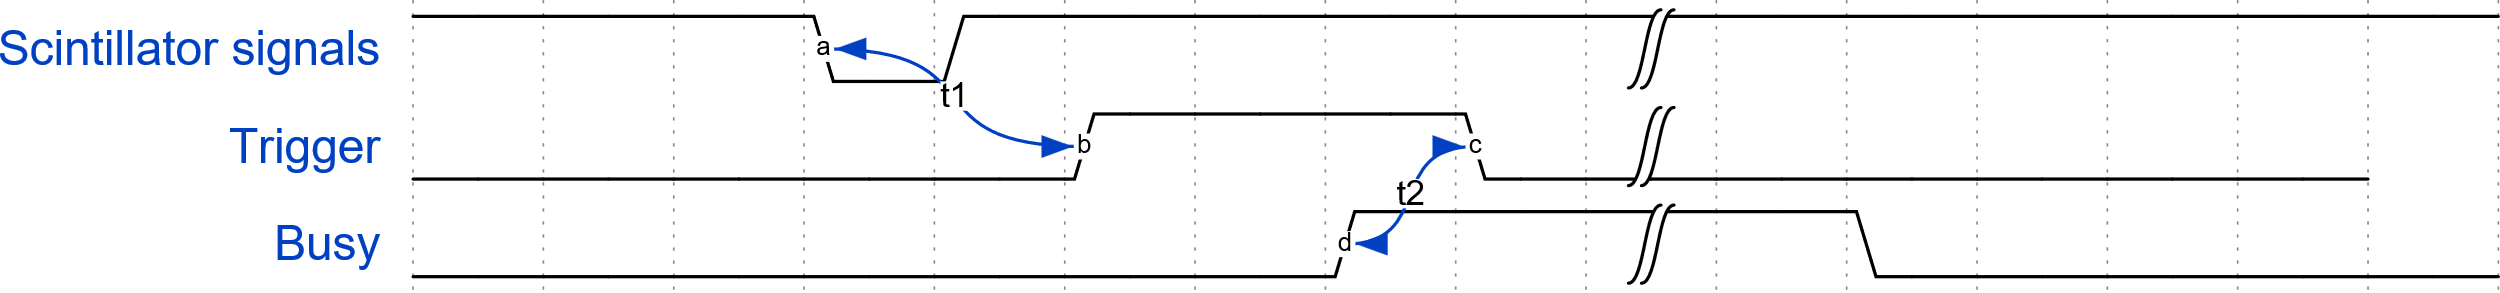 Scintillator signals
a
t1
Trigger
b
c
t2
Busy
d